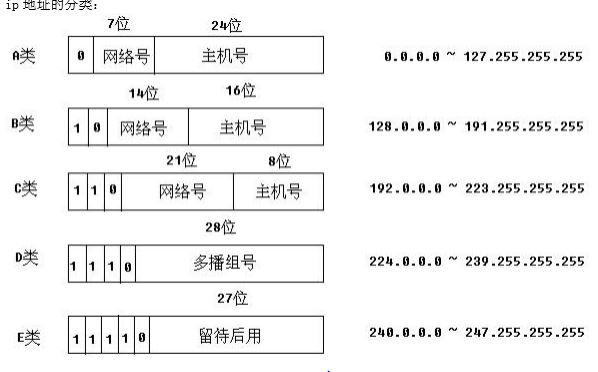 ip 地址的分类：
7位 24位
A类 0 网络号 主机号 0.0.0.0 ~ 127.255.255.255
14位 16位
B类 1 0 网络号 主机号 128.0.0.0 ~ 191.255.255.255
21位 8位
C类 1 1 0 网络号 主机号 192.0.0.0 ~ 223.255.255.255
28位
D类 1 1 1 0 多播组号 224.0.0.0 ~ 239.255.255.255
27位
E类 1 1 1 1 0 留待后用 240.0.0.0 ~ 247.255.255.255